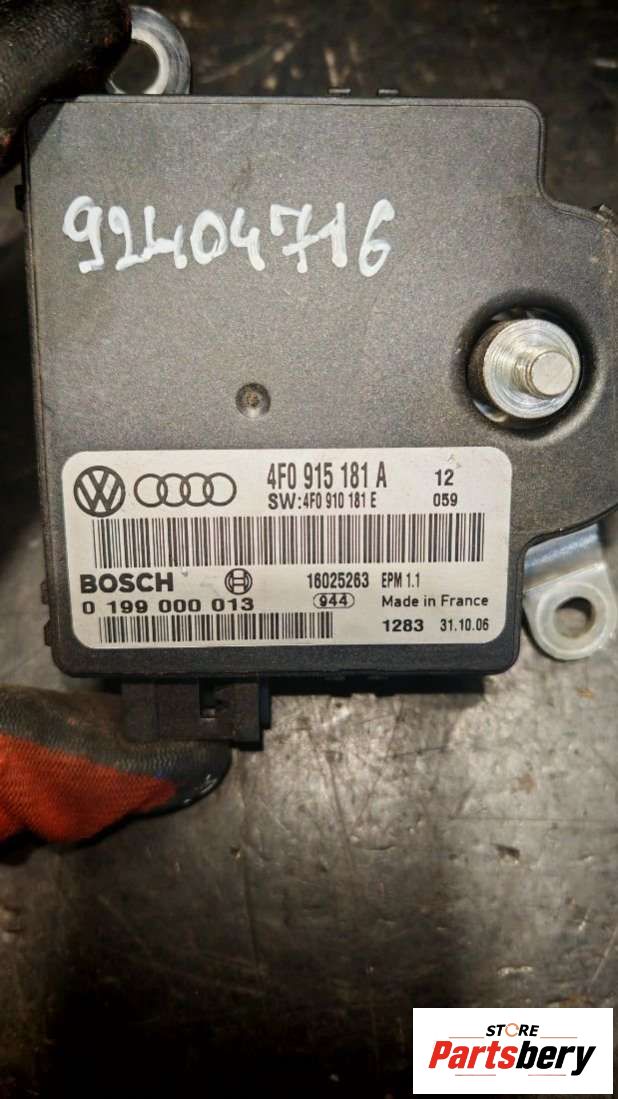 92404716
4F0 915 181 A 12
SW:4F0 910 181 E 059
BOSCH 16025263 EPM 1.1
0 199 000 013 944 Made in France
1283 31.10.06
STORE
Partsbery